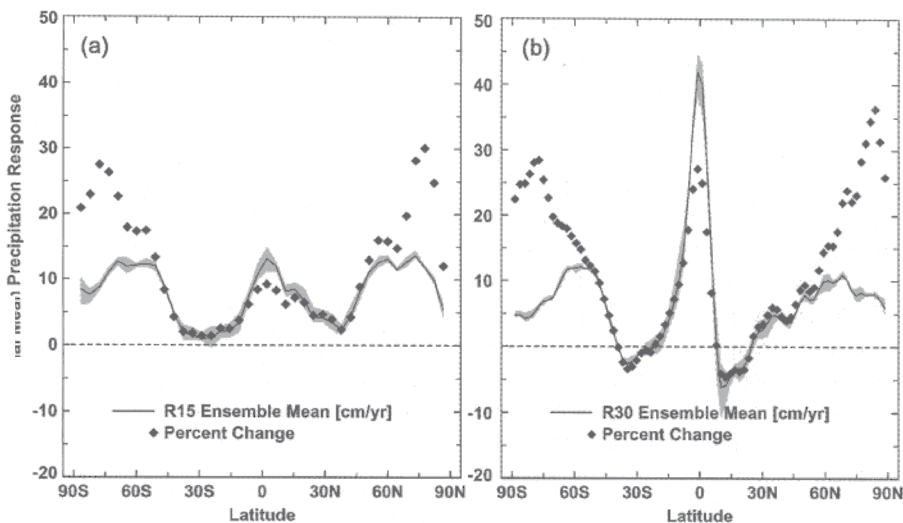 (a)
(b)
Mean) Precipitation Response
50
40
30
20
10
0
-10
-20
R15 Ensemble Mean [cm/yr]
Percent Change
90S 60S 30S 0 30N 60N 90N
Latitude
50
40
30
20
10
0
-10
-20
R30 Ensemble Mean [cm/yr]
Percent Change
90S 60S 30S 0 30N 60N 90N
Latitude